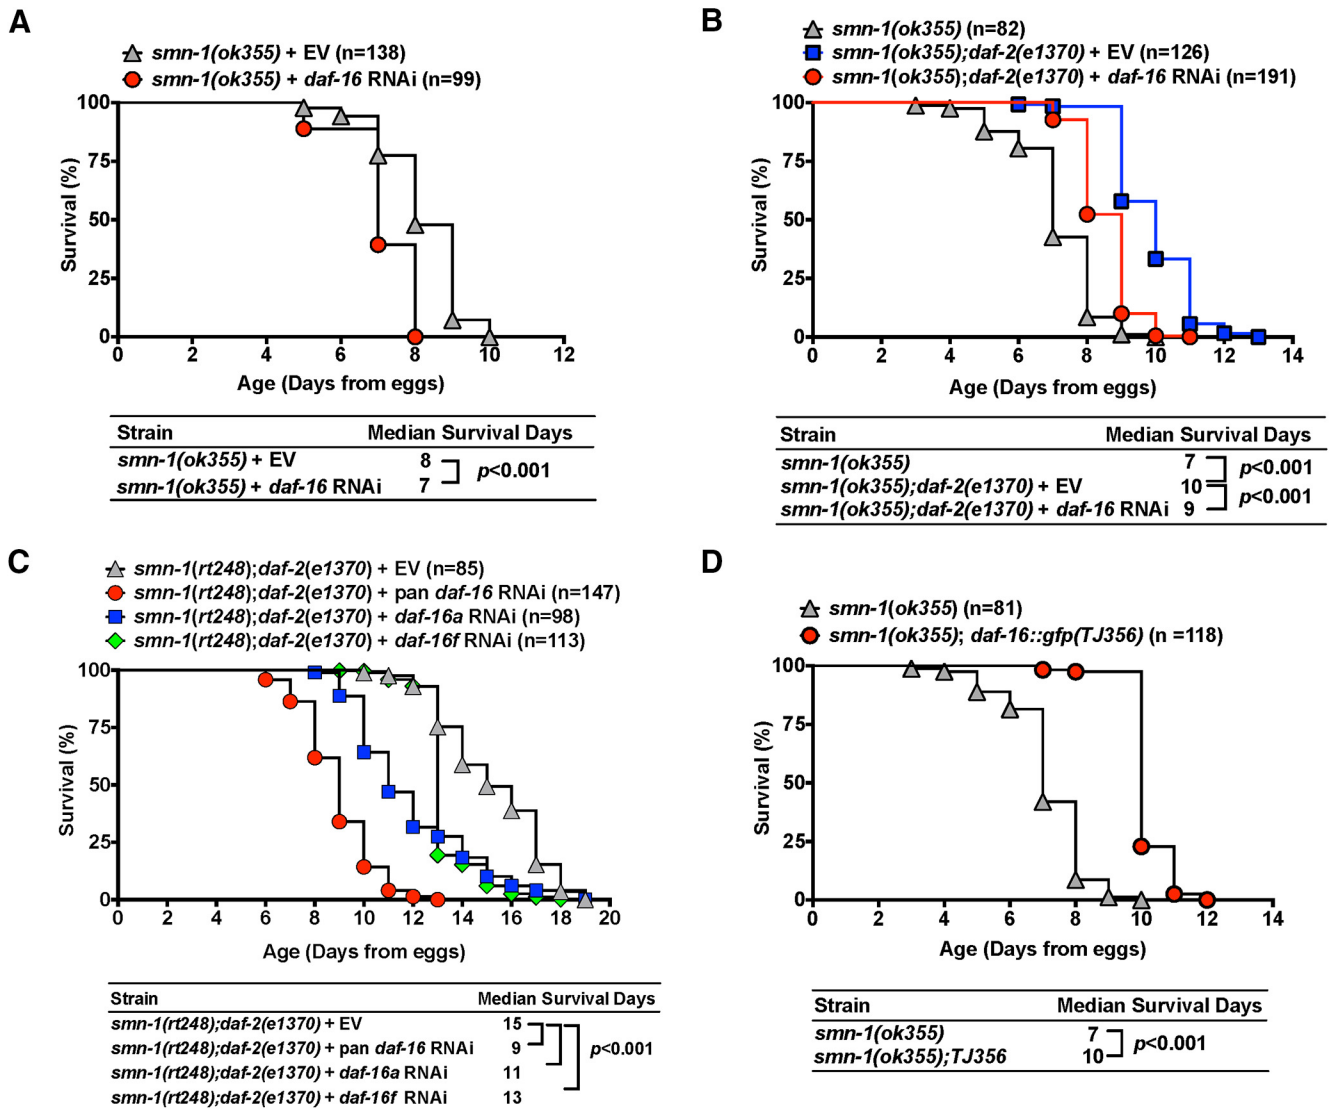 A
smn-1(ok355) + EV (n=138)
smn-1(ok355) + daf-16 RNAi (n=99)
100
75
50
25
0
Survival (%)
0 2 4 6 8 10 12
Age (Days from eggs)
Strain Median Survival Days
smn-1(ok355) + EV 8
smn-1(ok355) + daf-16 RNAi 7
p<0.001
B
smn-1(ok355) (n=82)
smn-1(ok355);daf-2(e1370) + EV (n=126)
smn-1(ok355);daf-2(e1370) + daf-16 RNAi (n=191)
100
75
50
25
0
Survival (%)
0 2 4 6 8 10 12 14
Age (Days from eggs)
Strain Median Survival Days
smn-1(ok355) 7
smn-1(ok355);daf-2(e1370) + EV 10
smn-1(ok355);daf-2(e1370) + daf-16 RNAi 9
p<0.001
p<0.001
C
smn-1(rt248);daf-2(e1370) + EV (n=85)
smn-1(rt248);daf-2(e1370) + pan daf-16 RNAi (n=147)
smn-1(rt248);daf-2(e1370) + daf-16a RNAi (n=98)
smn-1(rt248);daf-2(e1370) + daf-16f RNAi (n=113)
100
75
50
25
0
Survival (%)
0 2 4 6 8 10 12 14 16 18 20
Age (Days from eggs)
Strain Median Survival Days
smn-1(rt248);daf-2(e1370) + EV 15
smn-1(rt248);daf-2(e1370) + pan daf-16 RNAi 9
smn-1(rt248);daf-2(e1370) + daf-16a RNAi 11
smn-1(rt248);daf-2(e1370) + daf-16f RNAi 13
p<0.001
D
smn-1(ok355) (n=81)
smn-1(ok355); daf-16::gfp(TJ356) (n =118)
100
75
50
25
0
Survival (%)
0 2 4 6 8 10 12 14
Age (Days from eggs)
Strain Median Survival Days
smn-1(ok355) 7
smn-1(ok355);TJ356 10
p<0.001